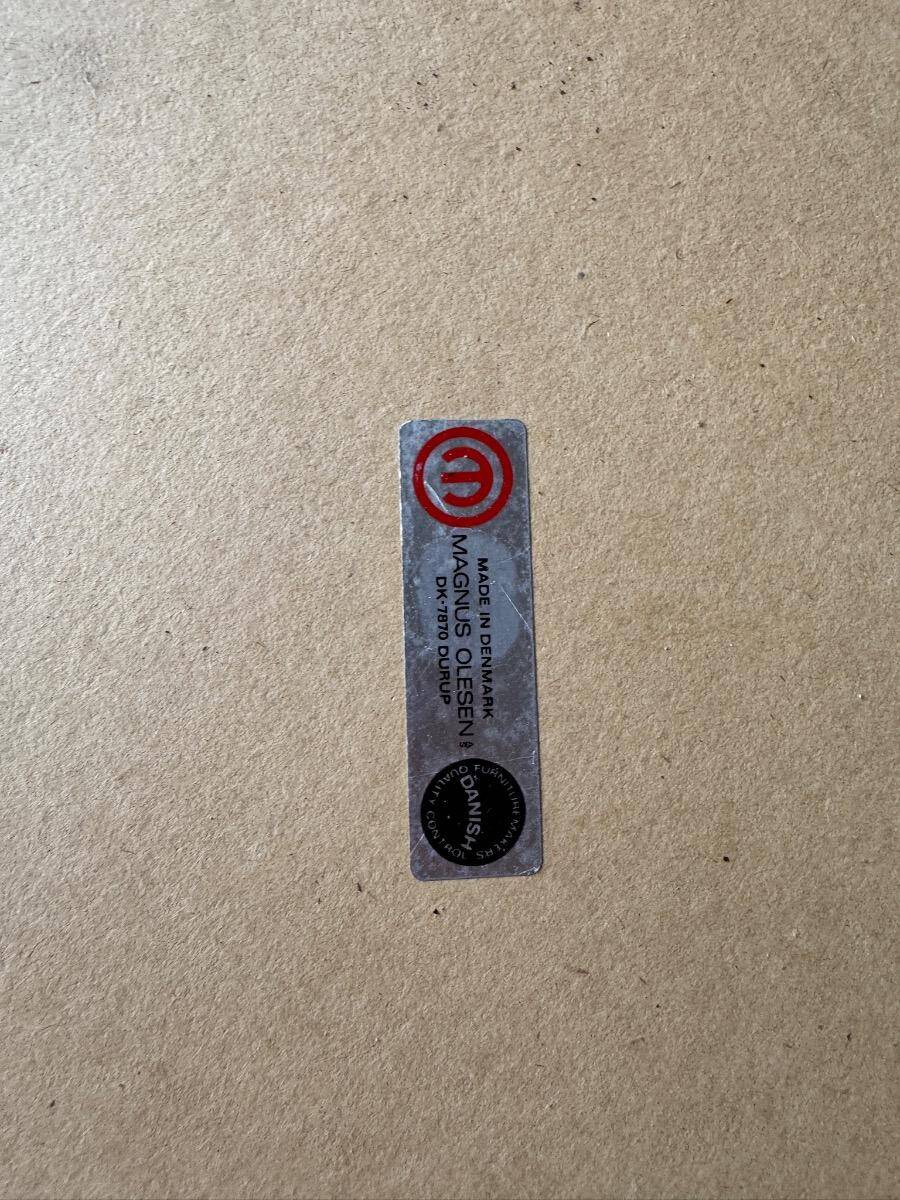 MADE IN DENMARK
MAGNUS OLESEN A/S
DK-7870 DURUP
DANISH
FURNITUREMAKERS
QUALITY CONTROL